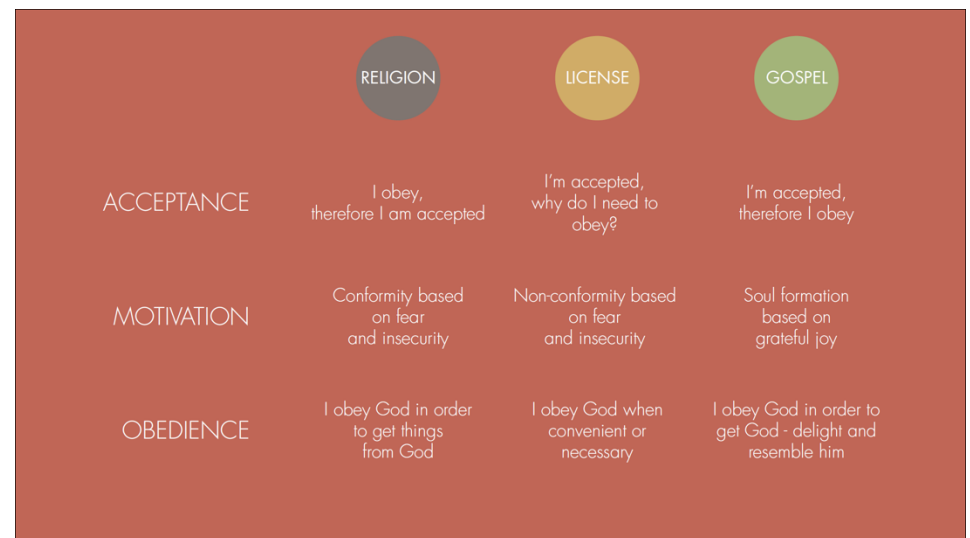 RELIGION
LICENSE
GOSPEL
ACCEPTANCE
I obey,
therefore I am accepted
I'm accepted,
why do I need to
obey?
I'm accepted,
therefore I obey
MOTIVATION
Conformity based
on fear
and insecurity
Non-conformity based
on fear
and insecurity
Soul formation
based on
grateful joy
OBEDIENCE
I obey God in order
to get things
from God
I obey God when
convenient or
necessary
I obey God in order to
get God - delight and
resemble him